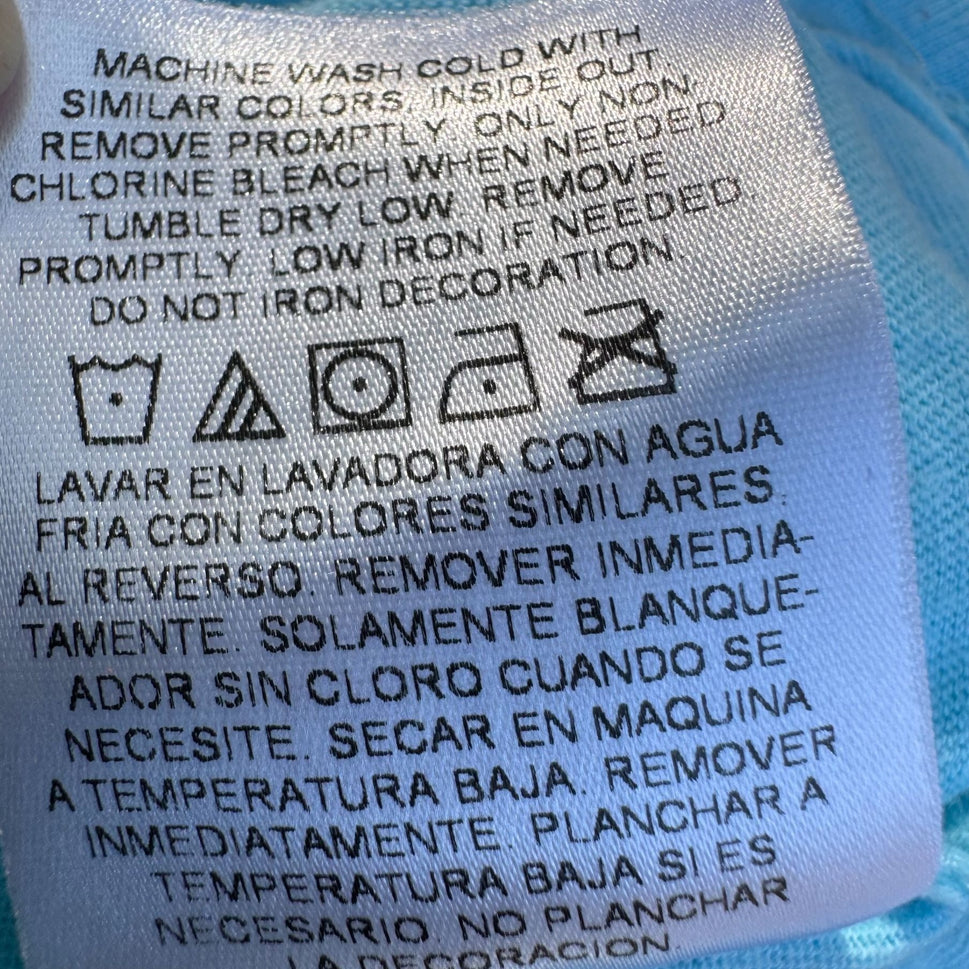 MACHINE WASH COLD WITH
SIMILAR COLORS, INSIDE OUT.
REMOVE PROMPTLY. ONLY NON.
CHLORINE BLEACH WHEN NEEDED
TUMBLE DRY LOW. REMOVE
PROMPTLY. LOW IRON IF NEEDED.
DO NOT IRON DECORATION.
LAVAR EN LAVADORA CON AGUA
FRIA CON COLORES SIMILARES.
AL REVERSO. REMOVER INMEDIA-
TAMENTE. SOLAMENTE BLANQUE-
ADOR SIN CLORO CUANDO SE
NECESITE. SECAR EN MAQUINA
A TEMPERATURA BAJA. REMOVER
INMEDIATAMENTE. PLANCHAR A
TEMPERATURA BAJA SI ES
NECESARIO. NO PLANCHAR
LA DECORACION.